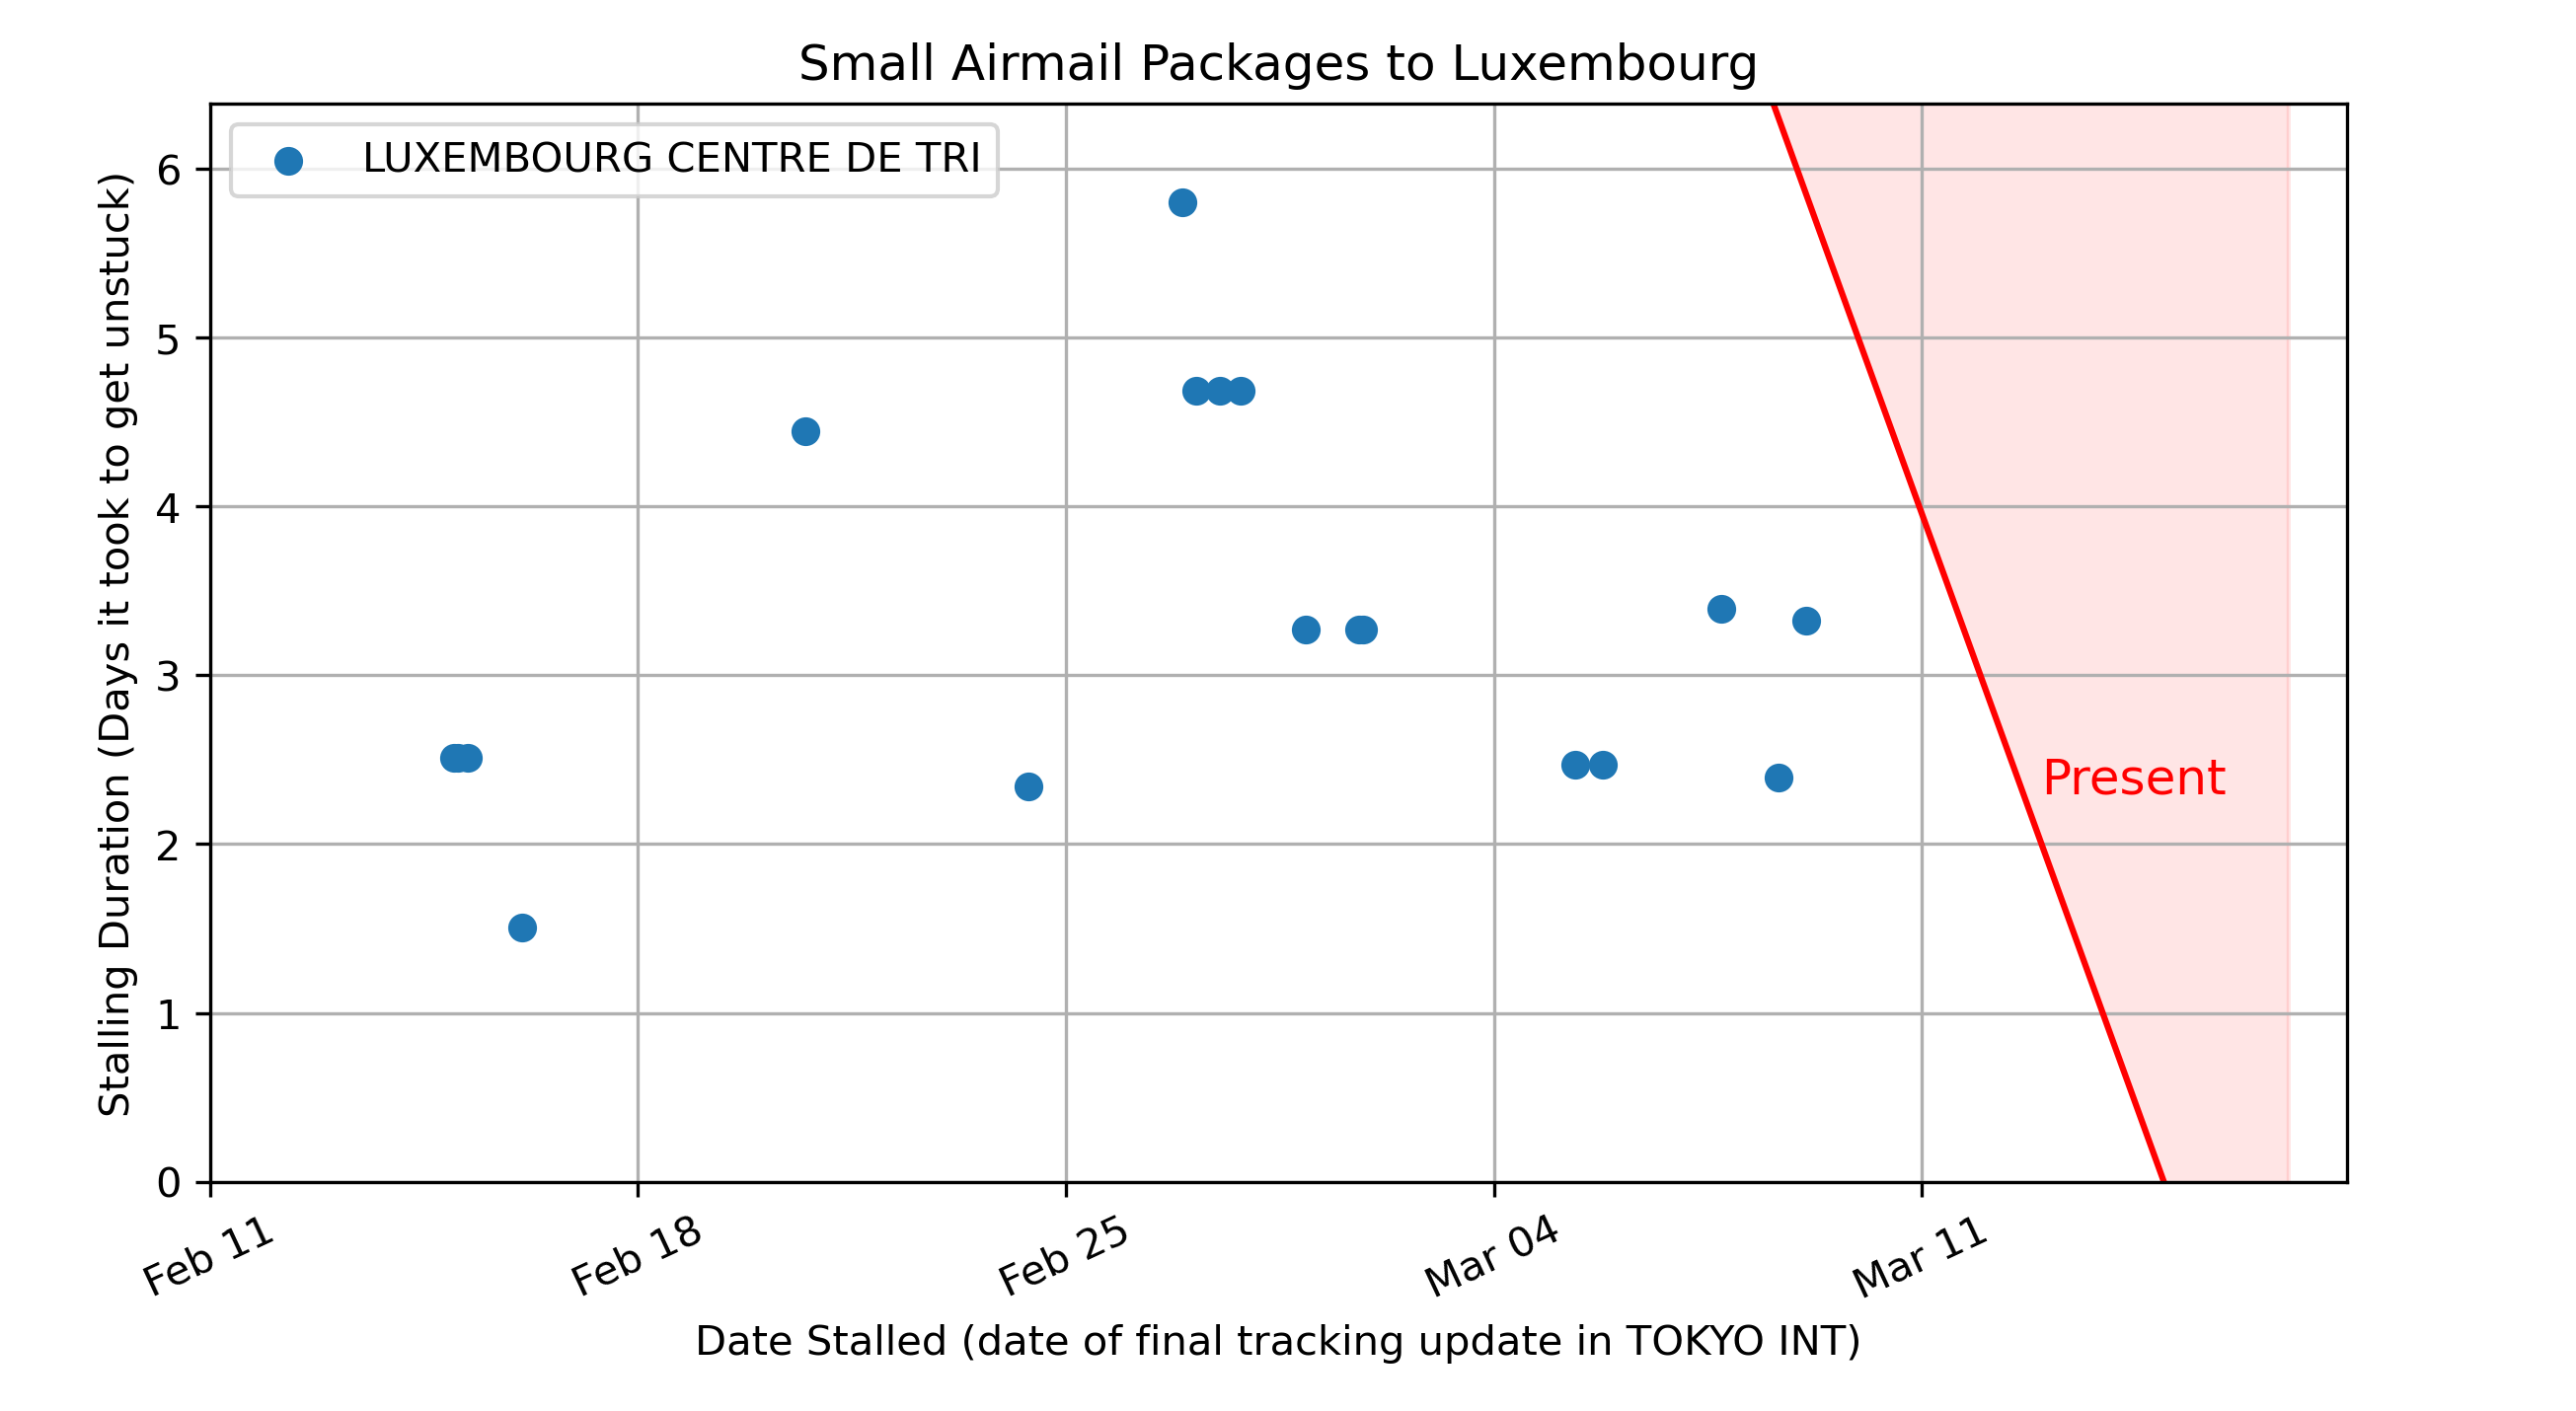 Small Airmail Packages to Luxembourg
LUXEMBOURG CENTRE DE TRI
Stalling Duration (Days it took to get unstuck)
6
5
4
3
2
1
0
Present
Feb 11
Feb 18
Feb 25
Mar 04
Mar 11
Date Stalled (date of final tracking update in TOKYO INT)